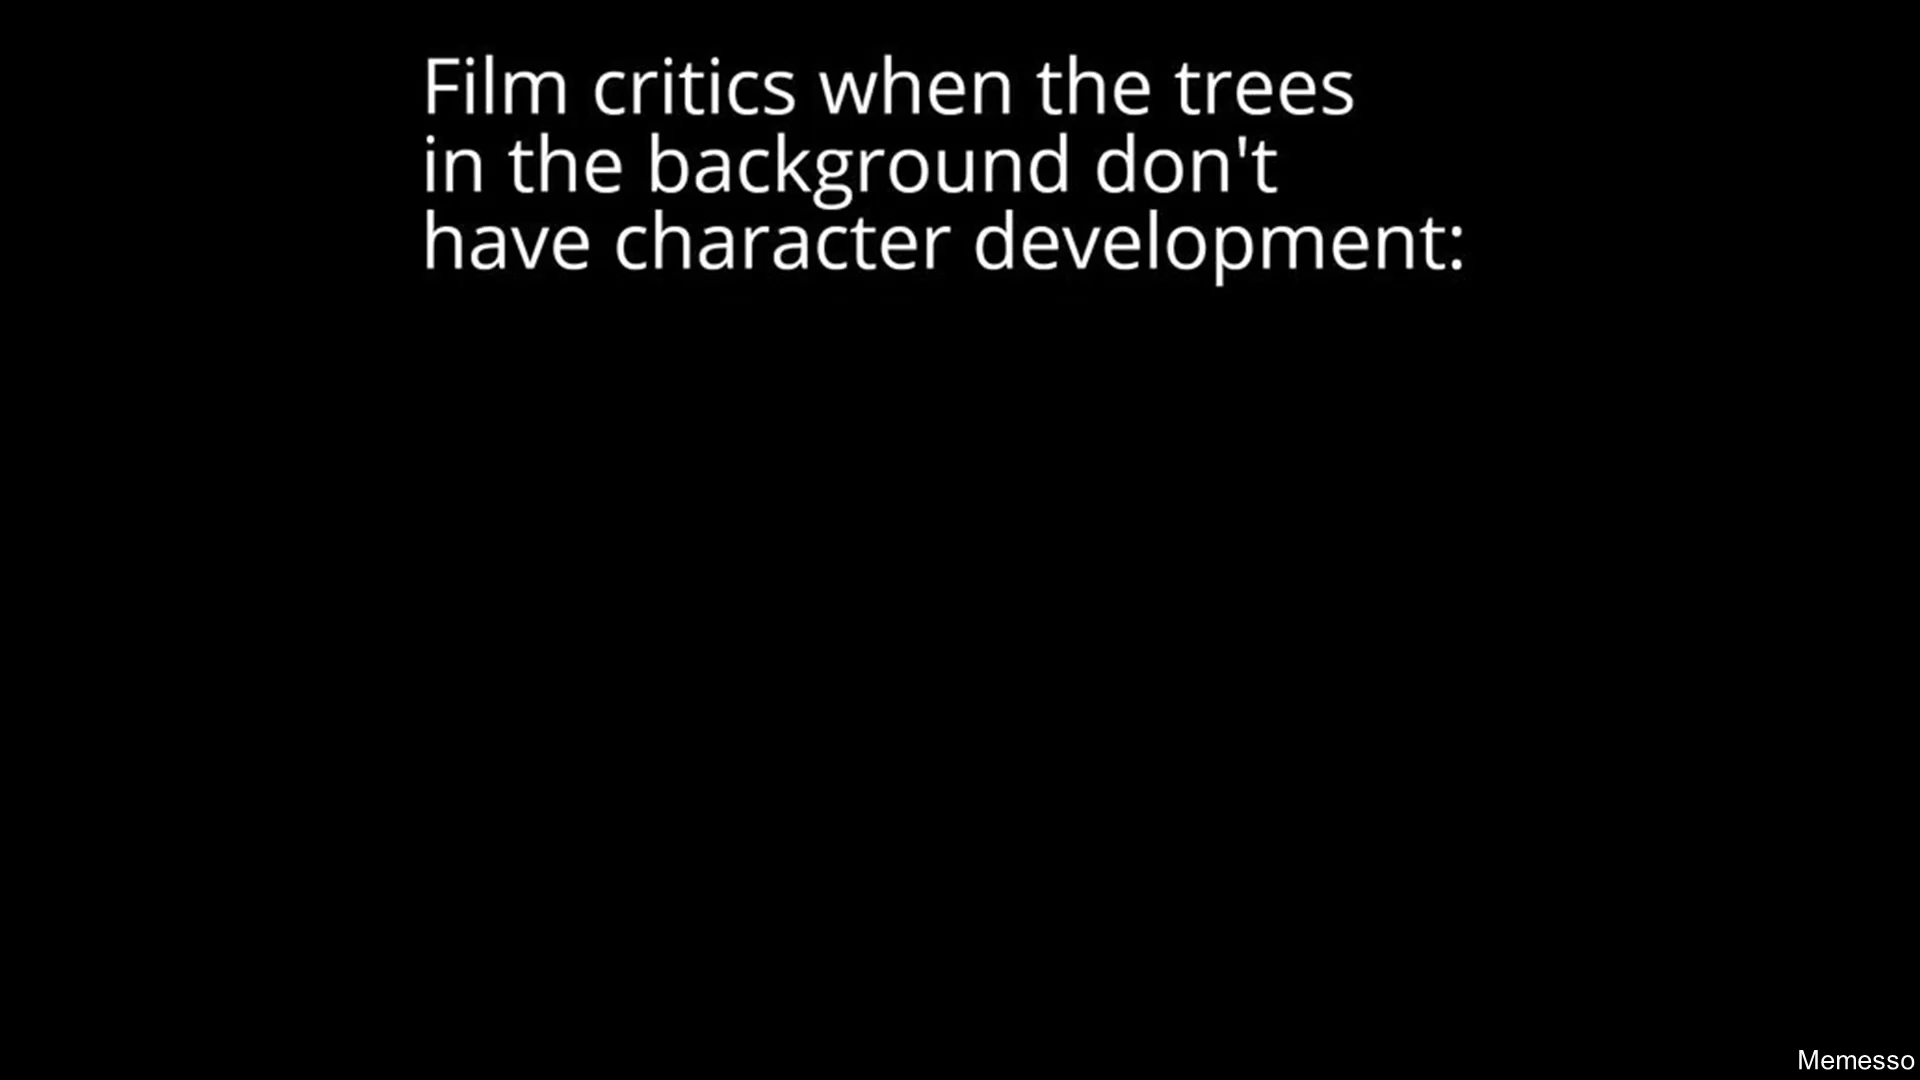 Film critics when the trees
in the background don't
have character development:
Memesso